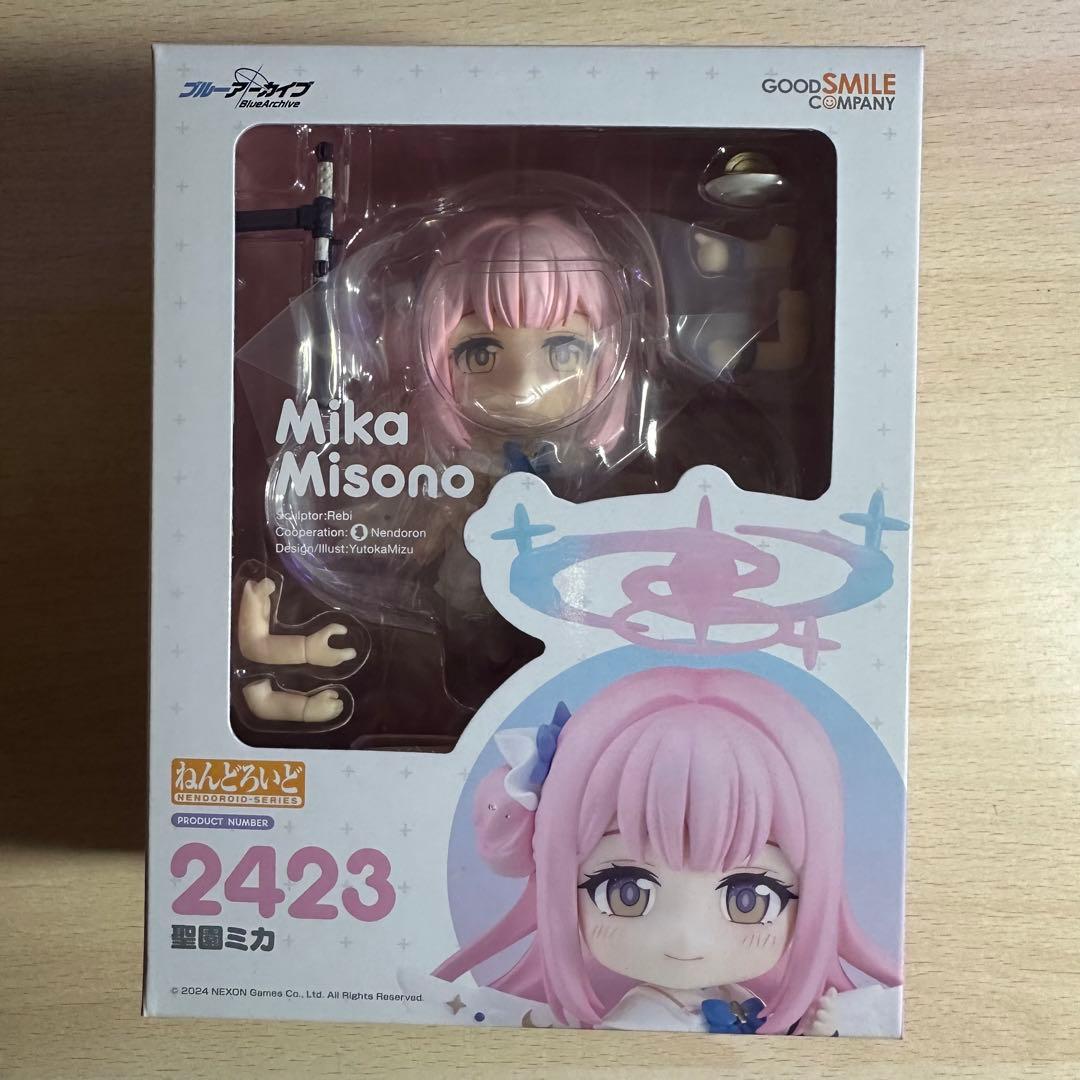 ブルーアーカイブ
BlueArchive
GOOD SMILE
COMPANY
Mika
Misono
Sculptor:Rebi
Cooperation: Nendoron
Design/Illust:YutokaMizu
ねんどろいど
NENDOROID-SERIES
PRODUCT NUMBER
2423
聖園ミカ
© 2024 NEXON Games Co., Ltd. All Rights Reserved.